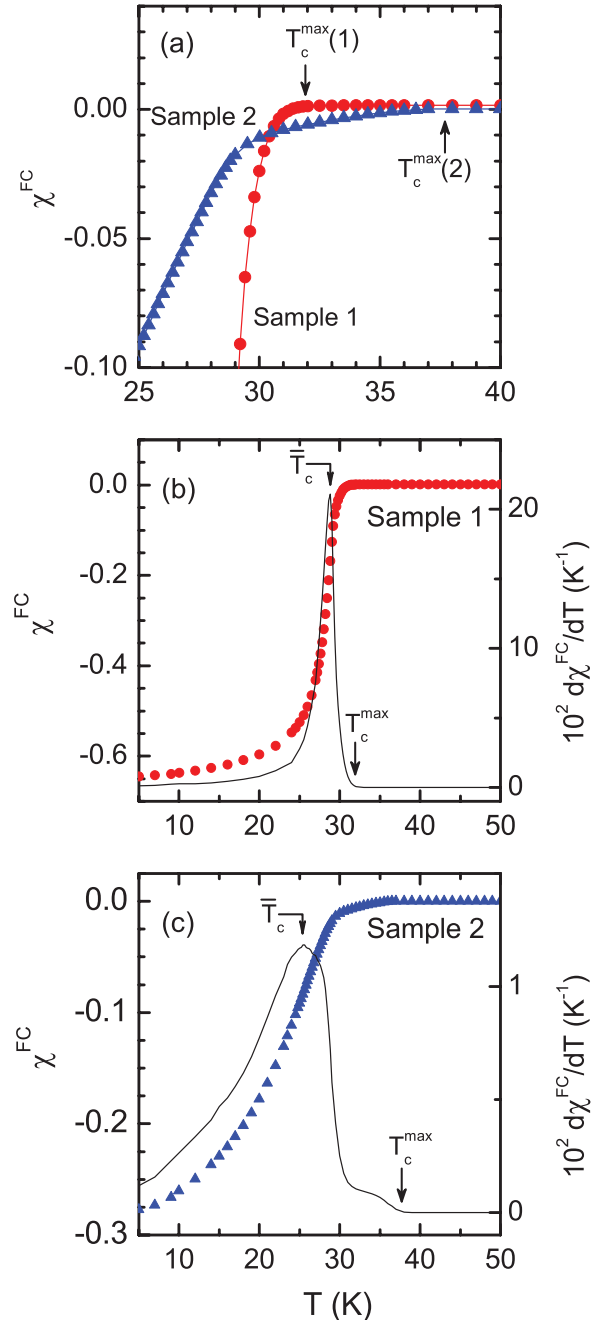 (a)
T_c^max(1)
Sample 2
T_c^max(2)
Sample 1
χ^FC
0.00
-0.05
-0.10
25 30 35 40
(b)
T̿_c
Sample 1
T_c^max
χ^FC
0.0
-0.2
-0.4
-0.6
20
10
0
10^2 dχ^FC/dT (K^-1)
10 20 30 40 50
(c)
T̿_c
Sample 2
T_c^max
χ^FC
0.0
-0.1
-0.2
-0.3
1
0
10^2 dχ^FC/dT (K^-1)
10 20 30 40 50
T (K)